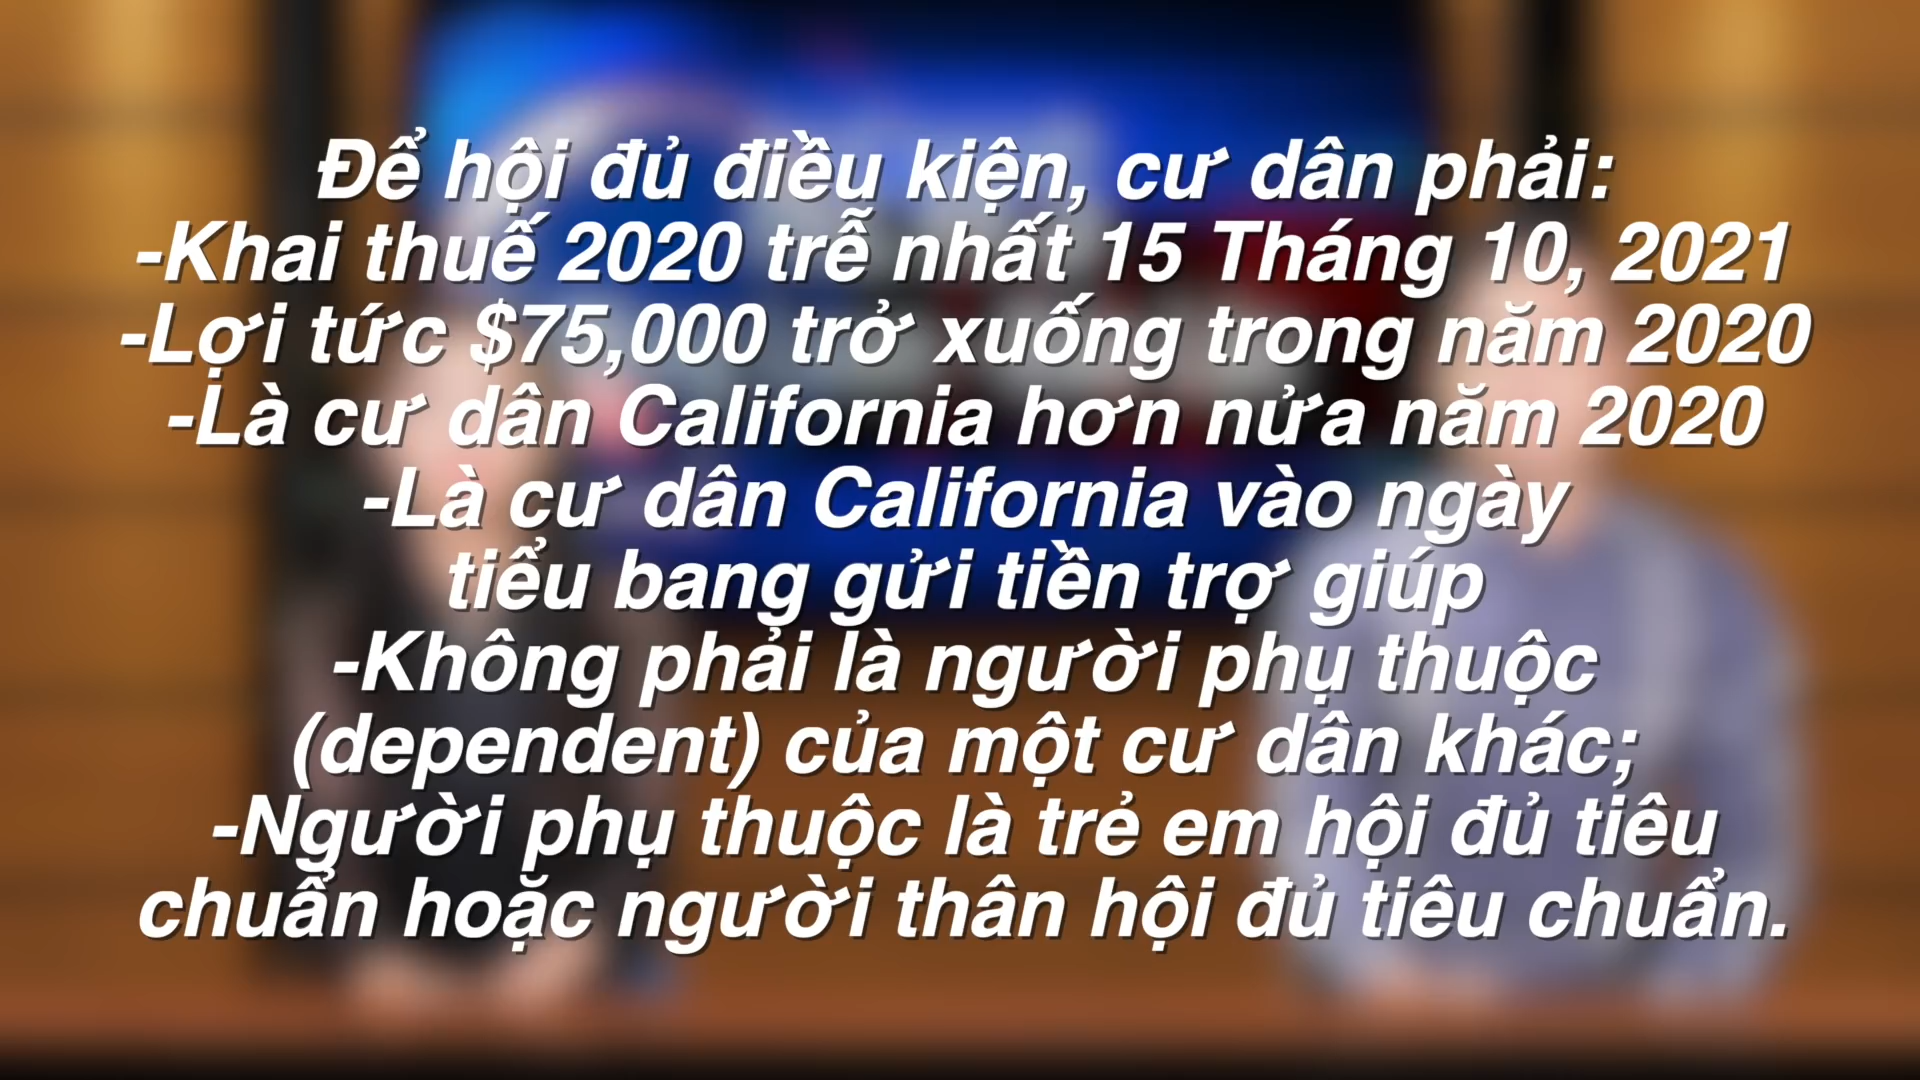 Để hội đủ điều kiện, cư dân phải:
-Khai thuế 2020 trễ nhất 15 Tháng 10, 2021
-Lợi tức $75,000 trở xuống trong năm 2020
-Là cư dân California hơn nửa năm 2020
-Là cư dân California vào ngày
tiểu bang gửi tiền trợ giúp
-Không phải là người phụ thuộc
(dependent) của một cư dân khác;
-Người phụ thuộc là trẻ em hội đủ tiêu
chuẩn hoặc người thân hội đủ tiêu chuẩn.